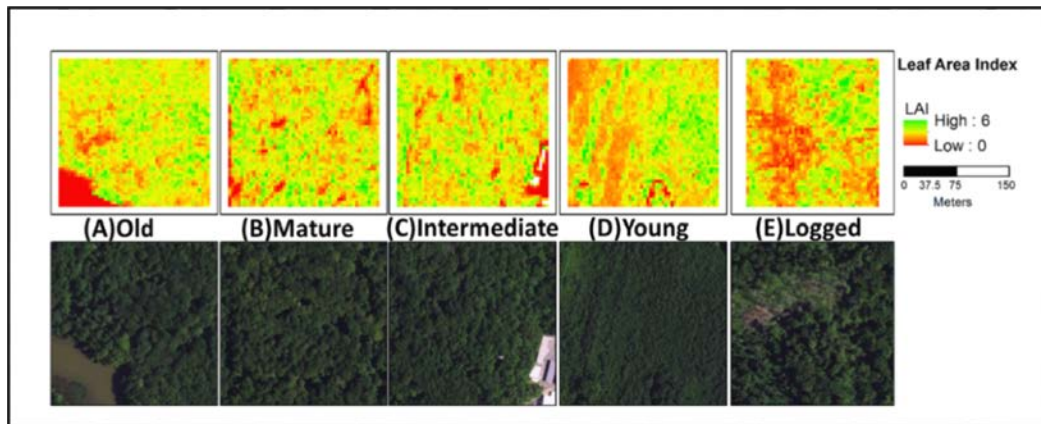 Leaf Area Index
LAI
High : 6
Low : 0
0 37.5 75 150
Meters
(A)Old (B)Mature (C)Intermediate (D)Young (E)Logged